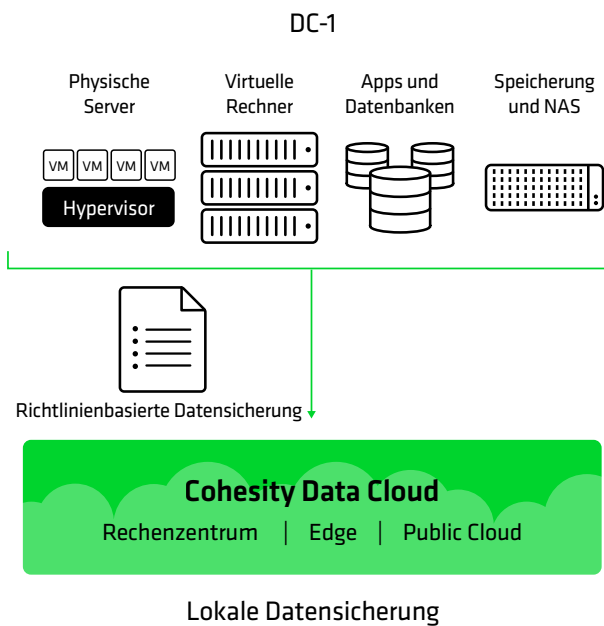 DC-1
Physische
Server
Virtuelle
Rechner
Apps und
Datenbanken
Speicherung
und NAS
VM VM VM VM
Hypervisor
Richtlinienbasierte Datensicherung
Cohesity Data Cloud
Rechenzentrum | Edge | Public Cloud
Lokale Datensicherung